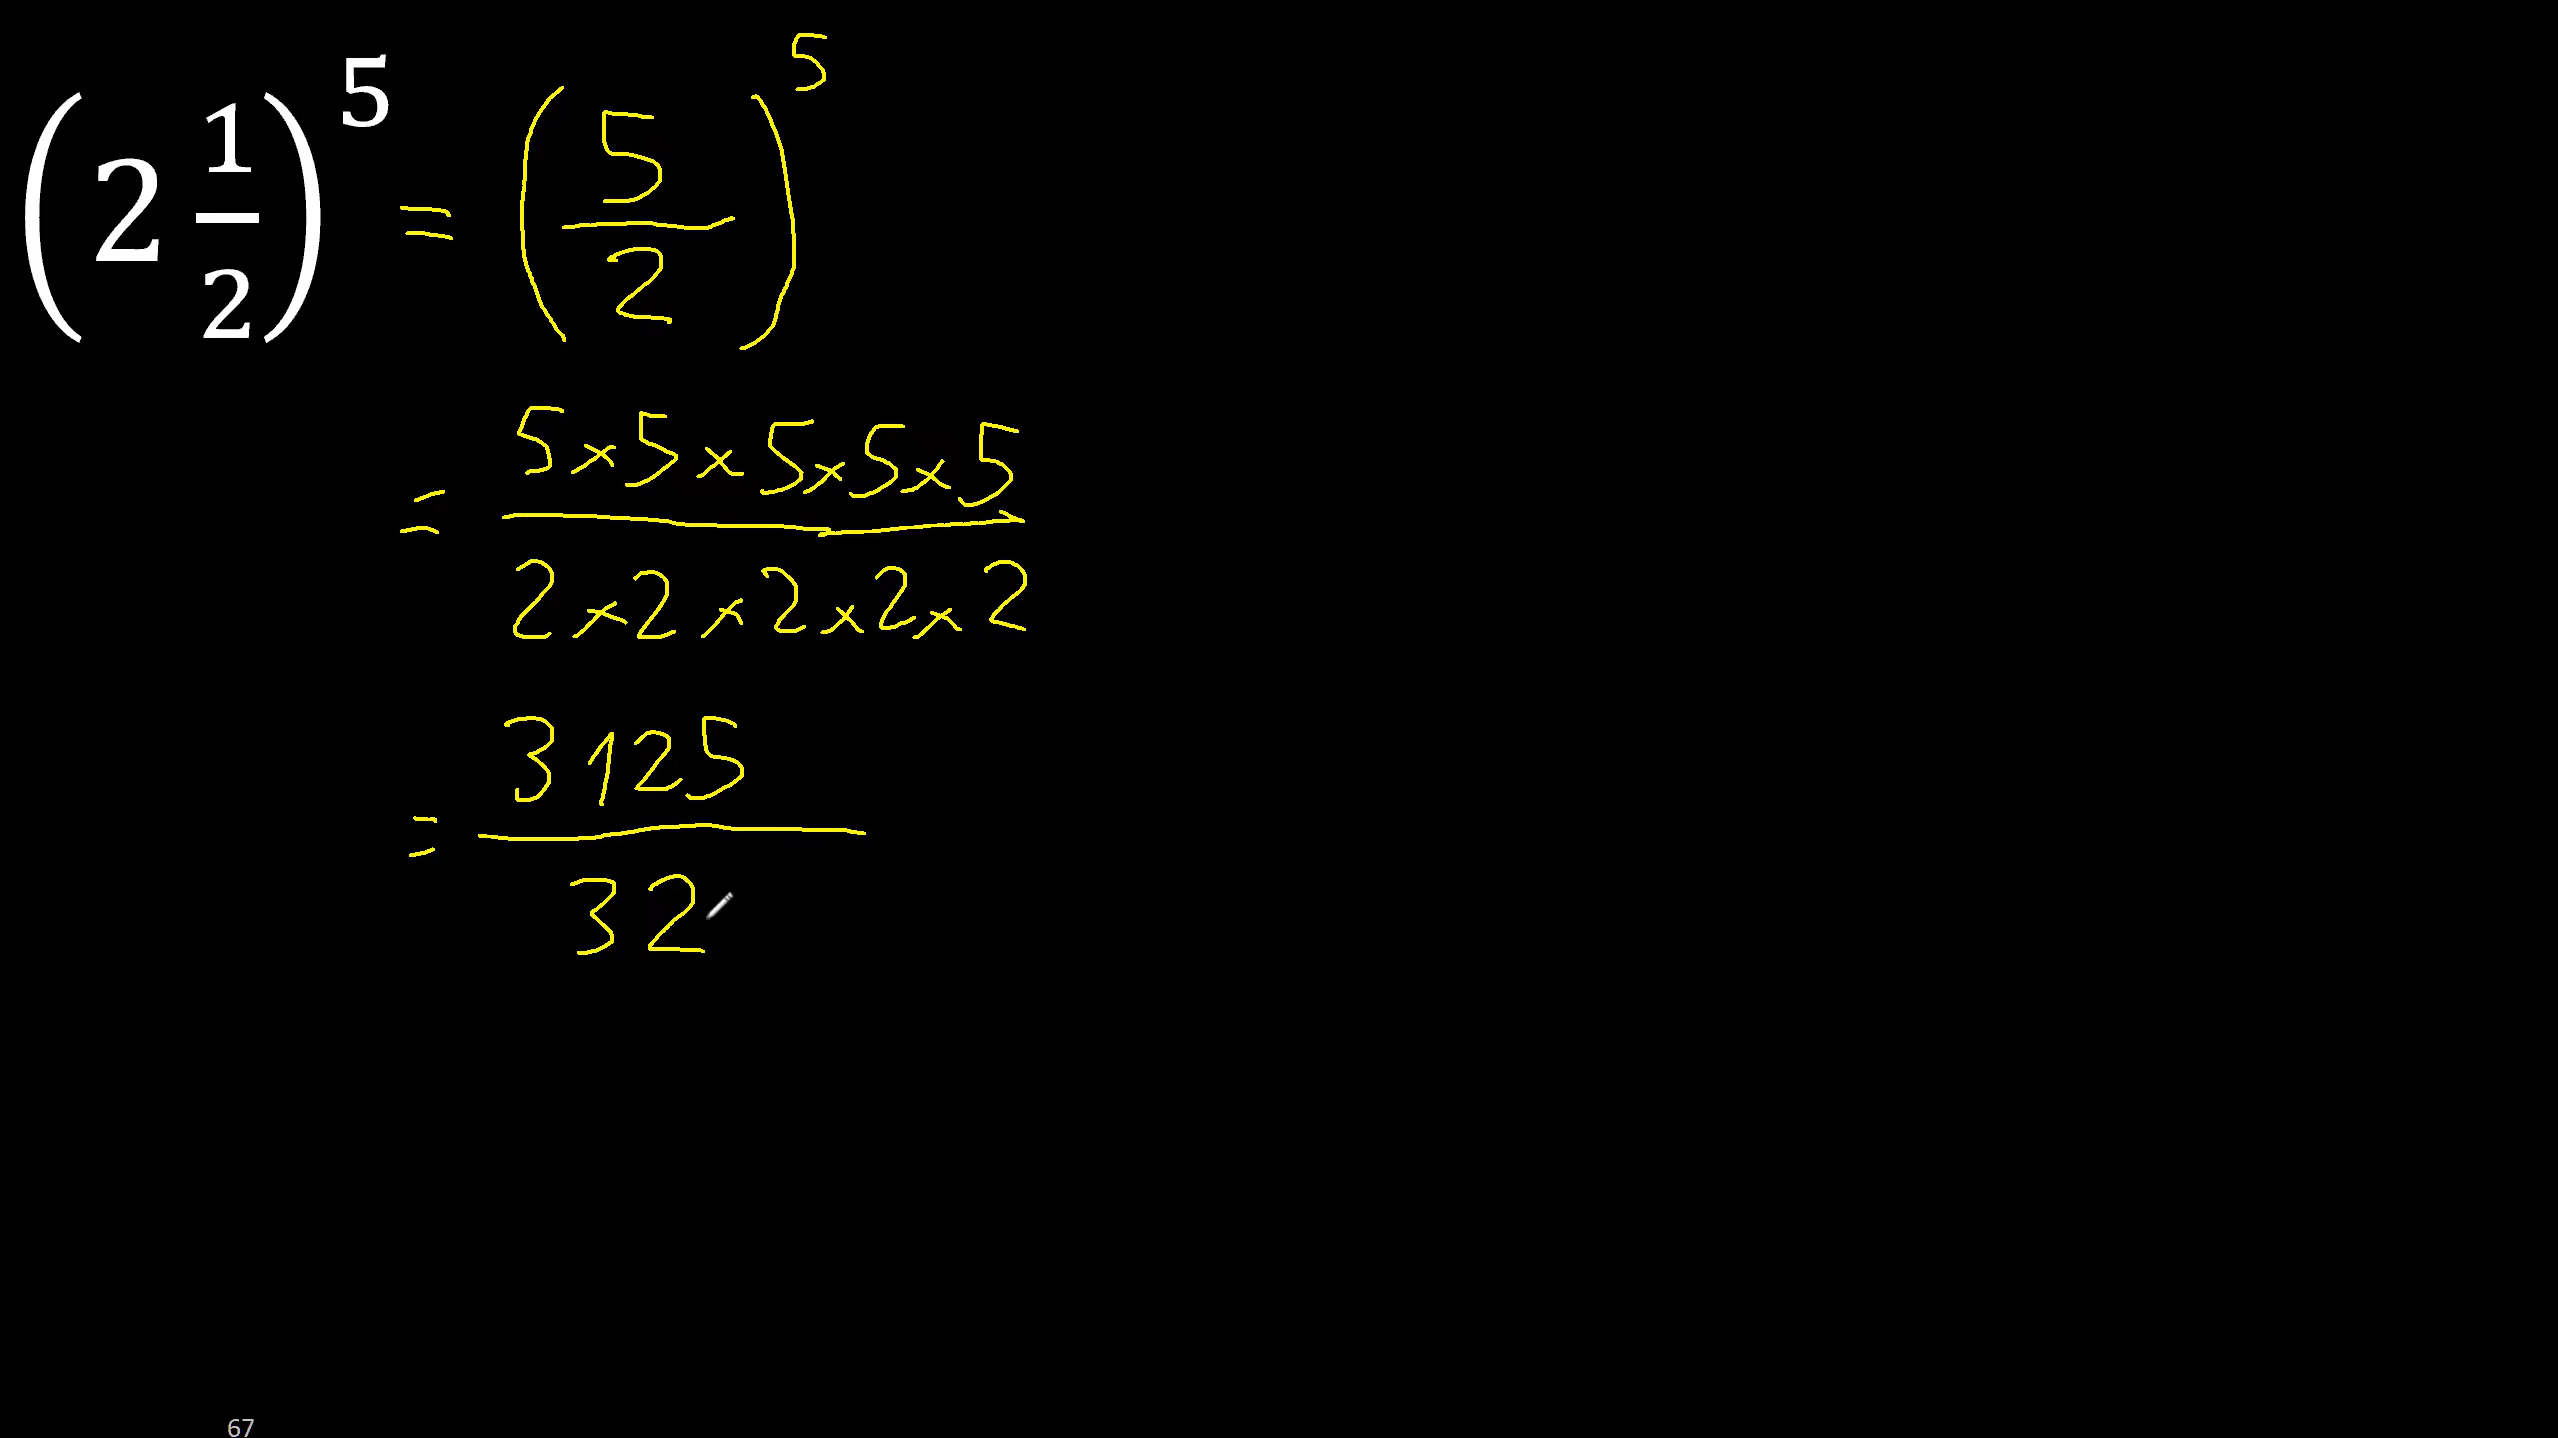 (2 1/2)^5 = (5/2)^5
= 5×5×5×5×5 / 2×2×2×2×2
= 3125 / 32
67